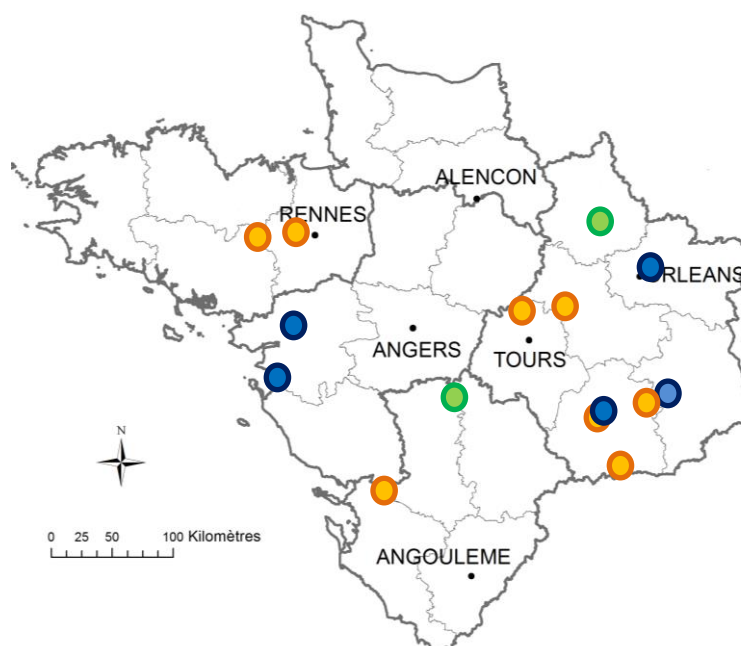 ALENCON
RENNES
RLEANS
ANGERS
TOURS
N
0 25 50 100 Kilomètres
ANGOULEME